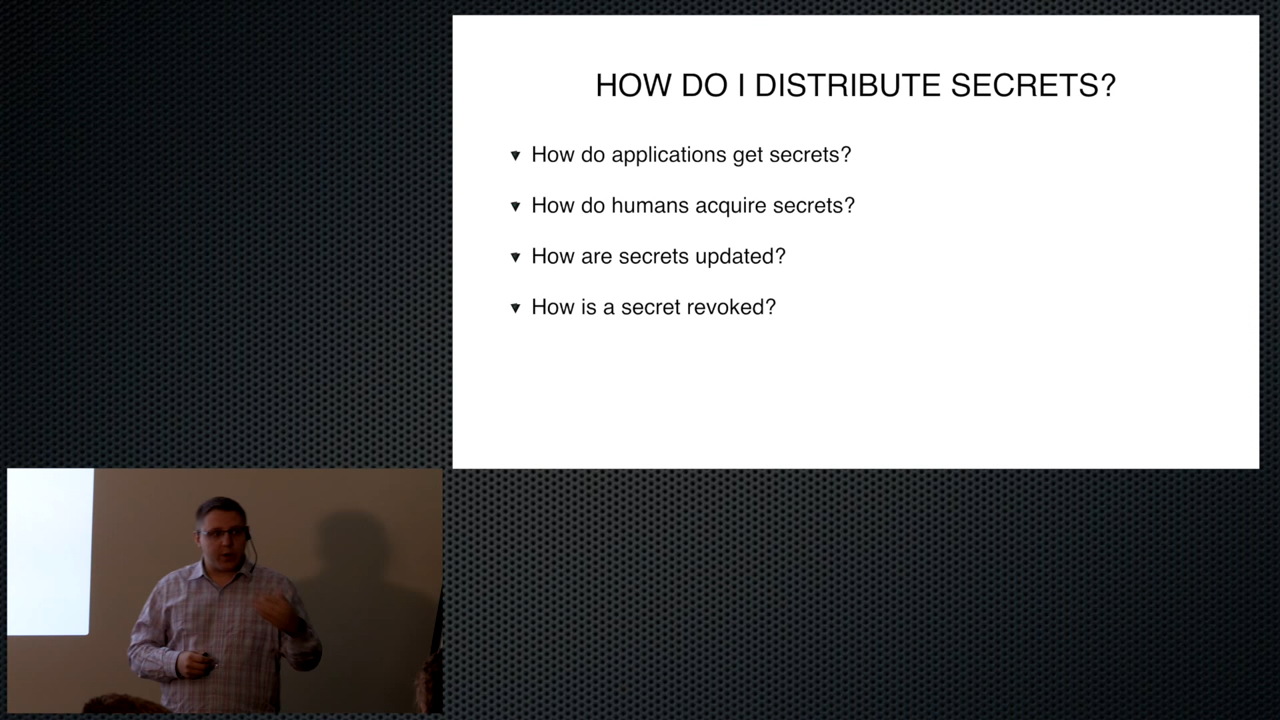 HOW DO I DISTRIBUTE SECRETS?
How do applications get secrets?
How do humans acquire secrets?
How are secrets updated?
How is a secret revoked?